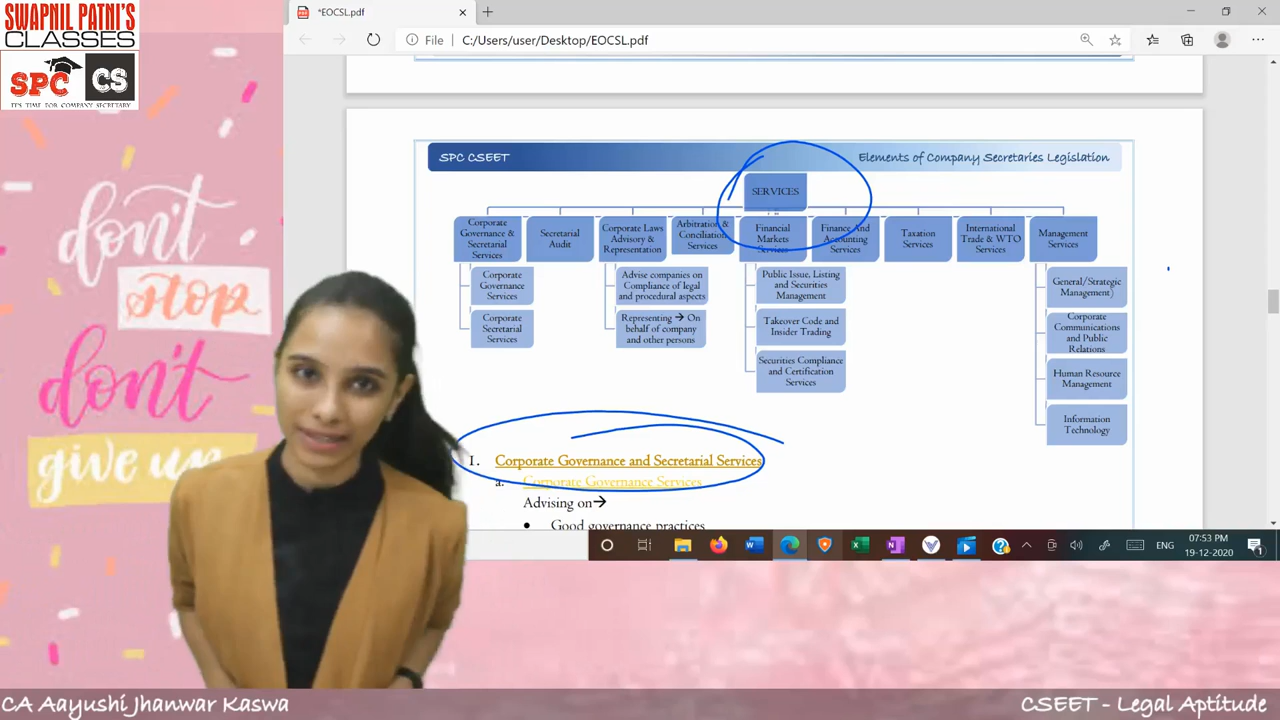 SWAPNIL PATNI'S
CLASSES
SPC CS
IT'S TIME FOR COMPANY SECRETARY
don't
stop
don't
give up
*EOCSL.pdf
File C:/Users/user/Desktop/EOCSL.pdf
SPC CSEET
Elements of Company Secretaries Legislation
SERVICES
Corporate
Governance &
Secretarial
Services
Secretarial
Audit
Corporate Laws
Advisory &
Representation
Arbitration &
Conciliation
Services
Financial
Markets
Services
Finance And
Accounting
Services
Taxation
Services
International
Trade & WTO
Services
Management
Services
Corporate
Governance
Services
Corporate
Secretarial
Services
Advise companies on
Compliance of legal
and procedural aspects
Representing → On
behalf of company
and other persons
Public Issue, Listing
and Securities
Management
Takeover Code and
Insider Trading
Securities Compliance
and Certification
Services
General/Strategic
Management)
Corporate
Communications
and Public
Relations
Human Resource
Management
Information
Technology
1. Corporate Governance and Secretarial Services
a. Corporate Governance Services
Advising on→
• Good governance practices
ENG
07:53 PM
19-12-2020
CA Aayushi Jhanwar Kaswa
CSEET - Legal Aptitude